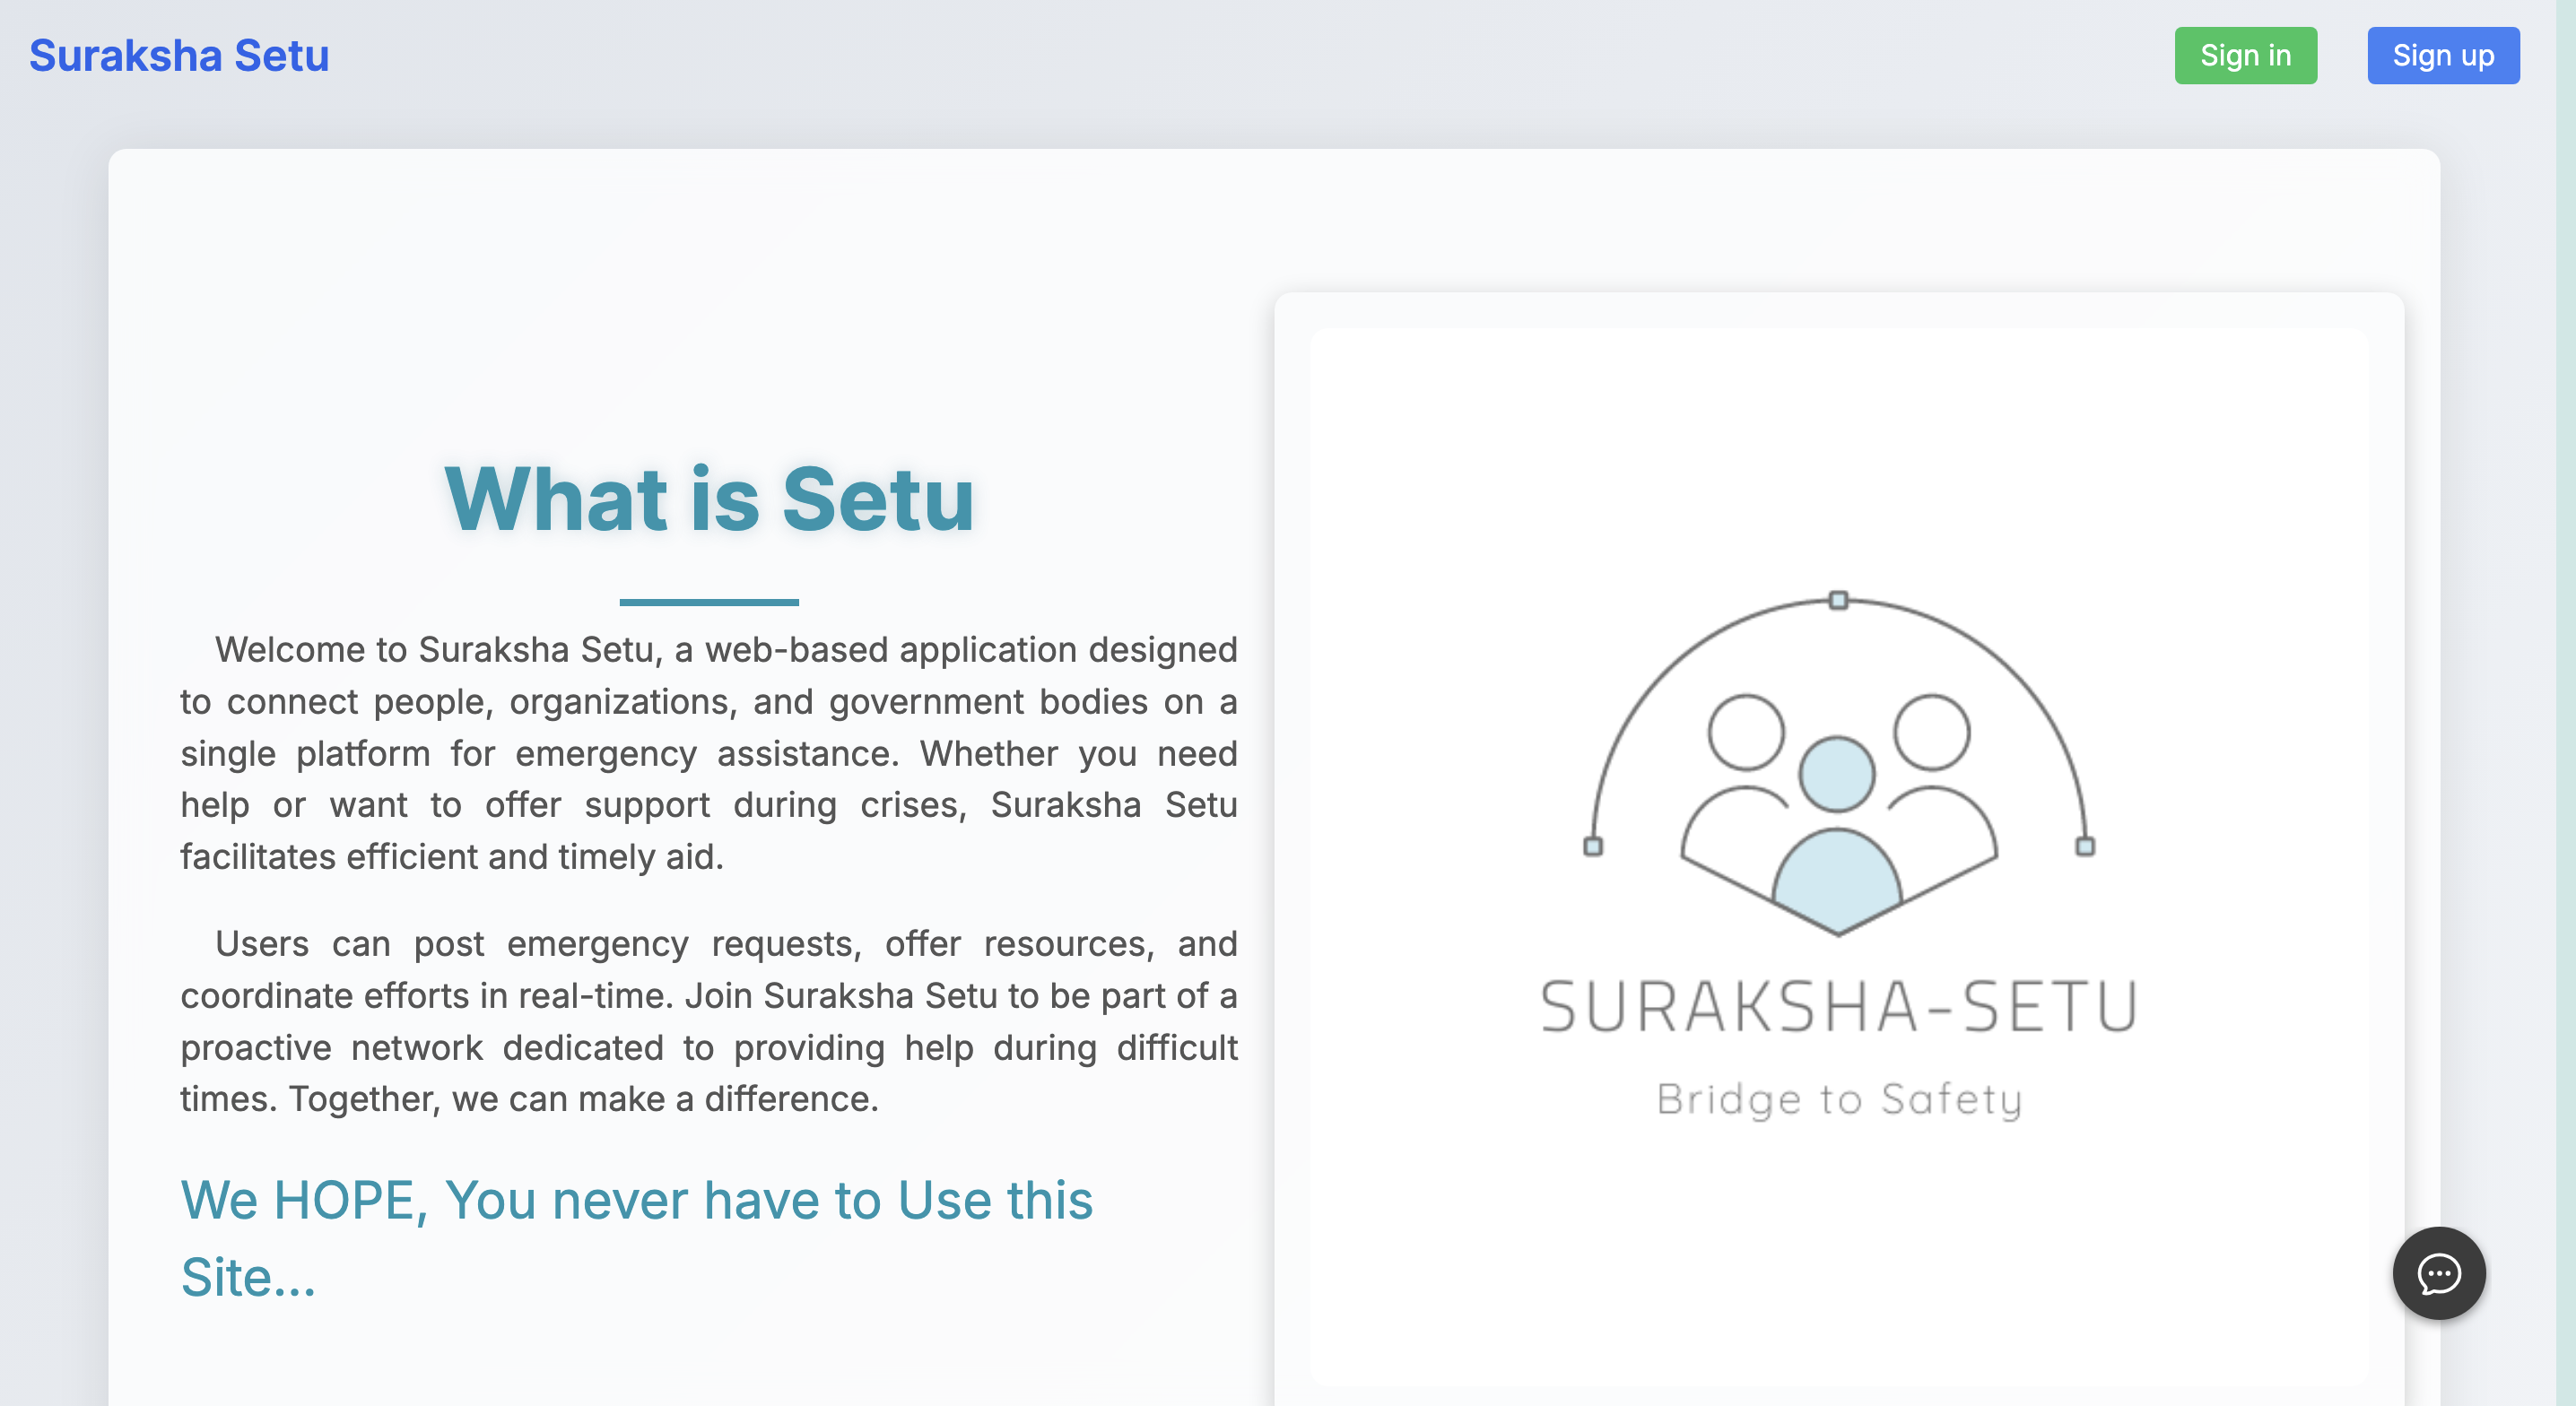 Suraksha Setu
Sign in
Sign up
What is Setu
Welcome to Suraksha Setu, a web-based application designed
to connect people, organizations, and government bodies on a
single platform for emergency assistance. Whether you need
help or want to offer support during crises, Suraksha Setu
facilitates efficient and timely aid.
Users can post emergency requests, offer resources, and
coordinate efforts in real-time. Join Suraksha Setu to be part of a
proactive network dedicated to providing help during difficult
times. Together, we can make a difference.
We HOPE, You never have to Use this
Site...
SURAKSHA-SETU
Bridge to Safety